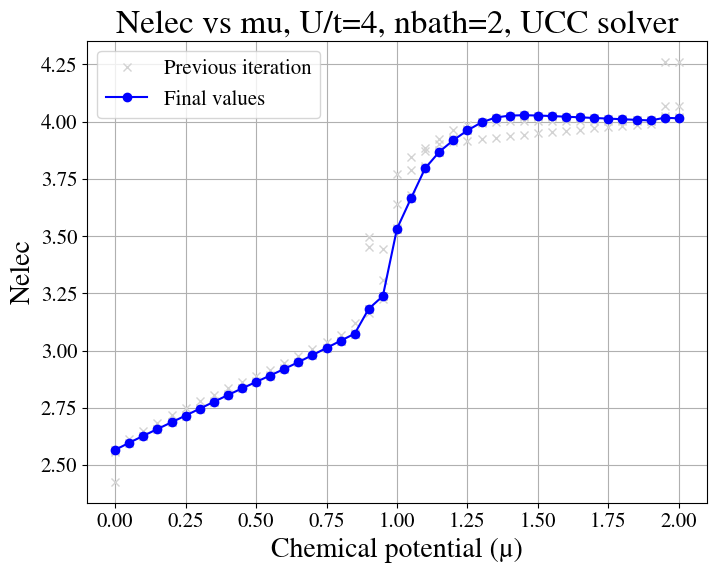 Nelec vs mu, U/t=4, nbath=2, UCC solver
Previous iteration
Final values
4.25
4.00
3.75
3.50
3.25
3.00
2.75
2.50
Nelec
0.00 0.25 0.50 0.75 1.00 1.25 1.50 1.75 2.00
Chemical potential (μ)